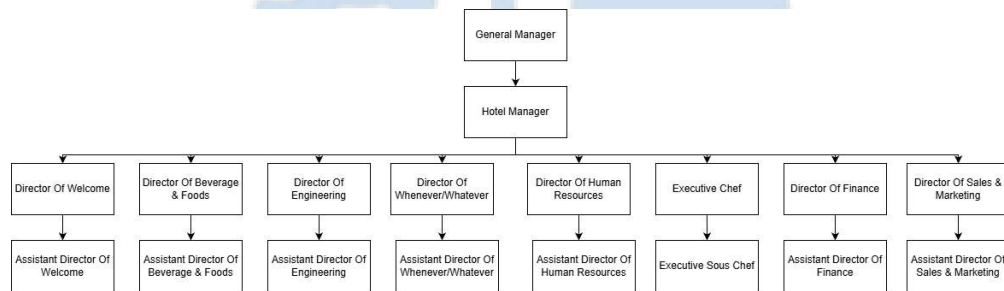 General Manager
Hotel Manager
Director Of Welcome
Director Of Beverage
& Foods
Director Of
Engineering
Director Of
Whenever/Whatever
Director Of Human
Resources
Executive Chef
Director Of Finance
Director Of Sales &
Marketing
Assistant Director Of
Welcome
Assistant Director Of
Beverage & Foods
Assistant Director Of
Engineering
Assistant Director Of
Whenever/Whatever
Assistant Director Of
Human Resources
Executive Sous Chef
Assistant Director Of
Finance
Assistant Director Of
Sales & Marketing